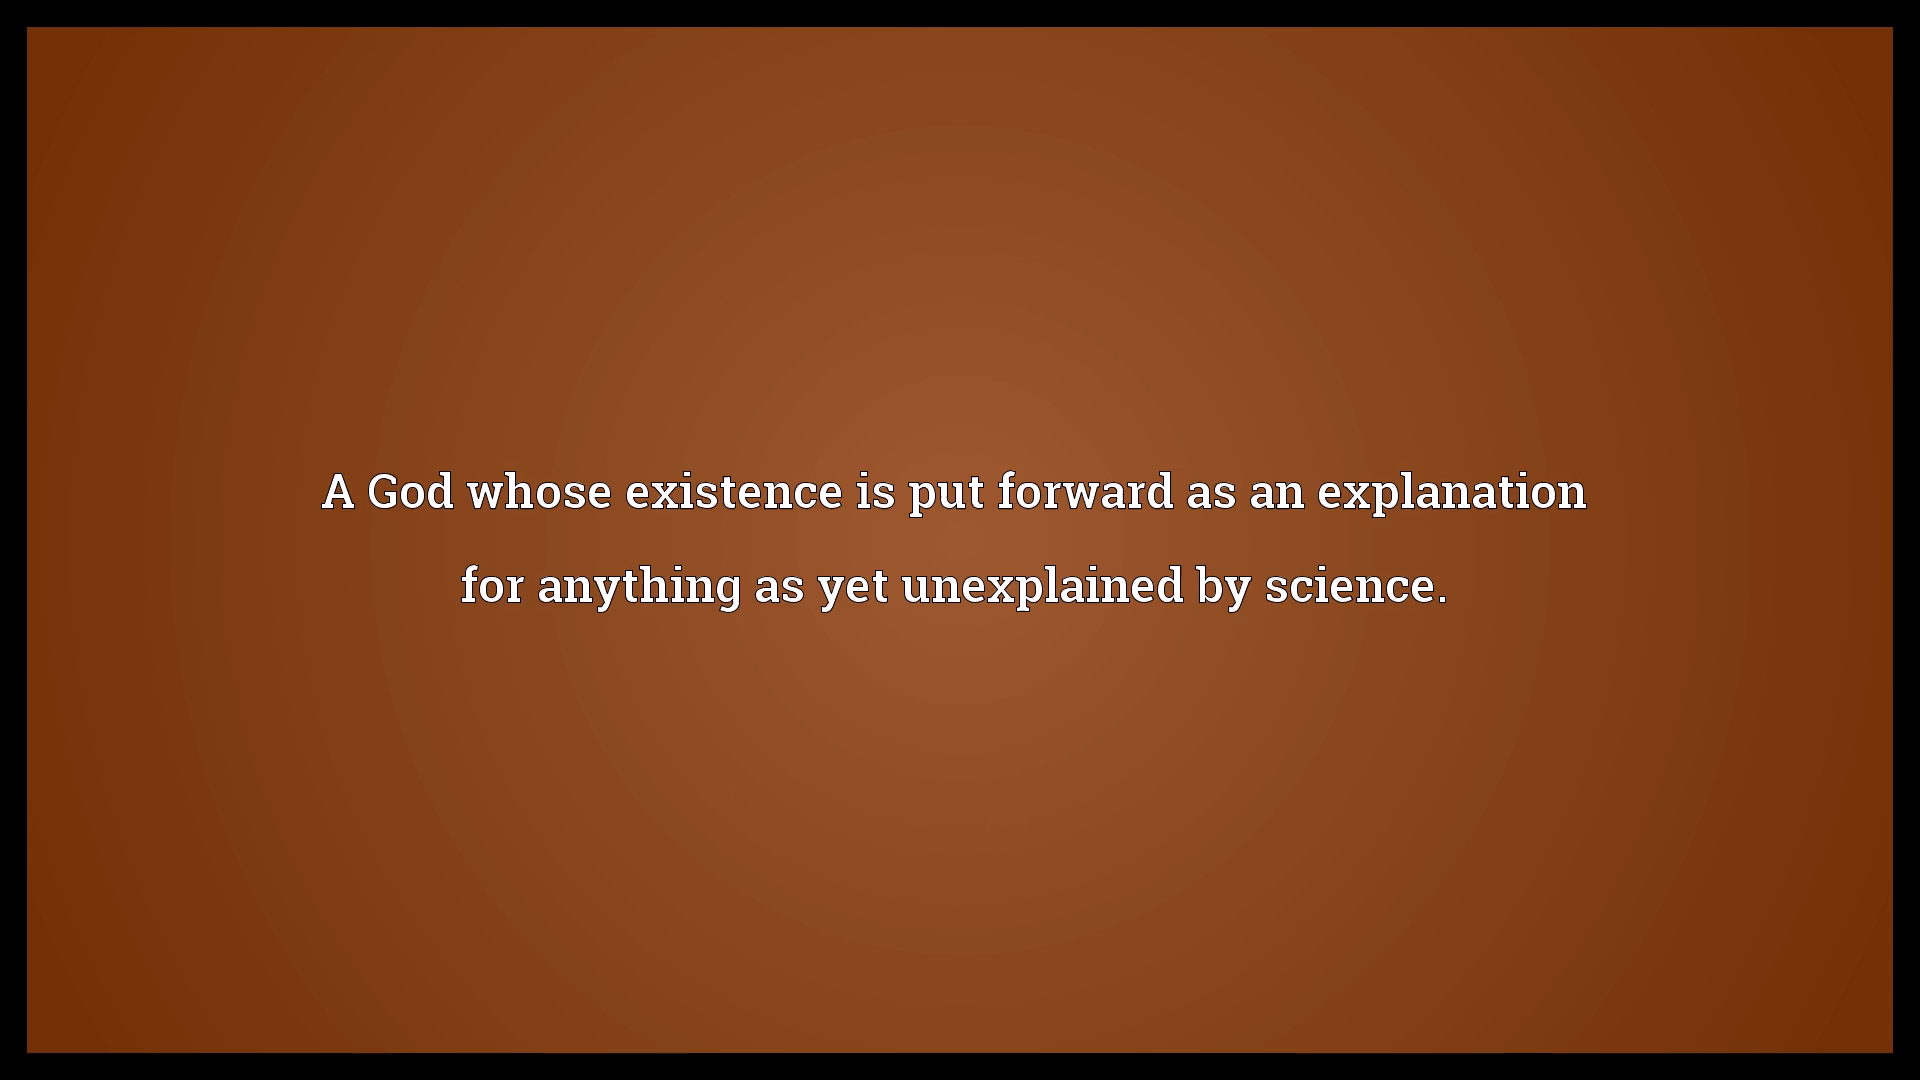 A God whose existence is put forward as an explanation
for anything as yet unexplained by science.